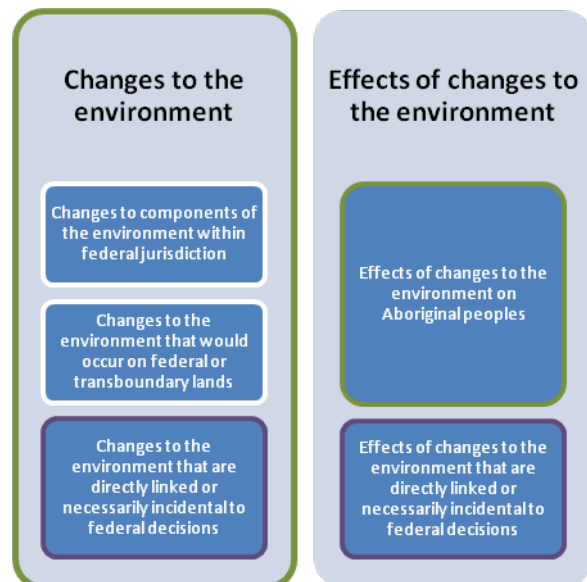 Changes to the
environment
Changes to components of
the environment within
federal jurisdiction
Changes to the
environment that would
occur on federal or
transboundary lands
Changes to the
environment that are
directly linked or
necessarily incidental to
federal decisions
Effects of changes to
the environment
Effects of changes to the
environment on
Aboriginal peoples
Effects of changes to the
environment that are
directly linked or
necessarily incidental to
federal decisions